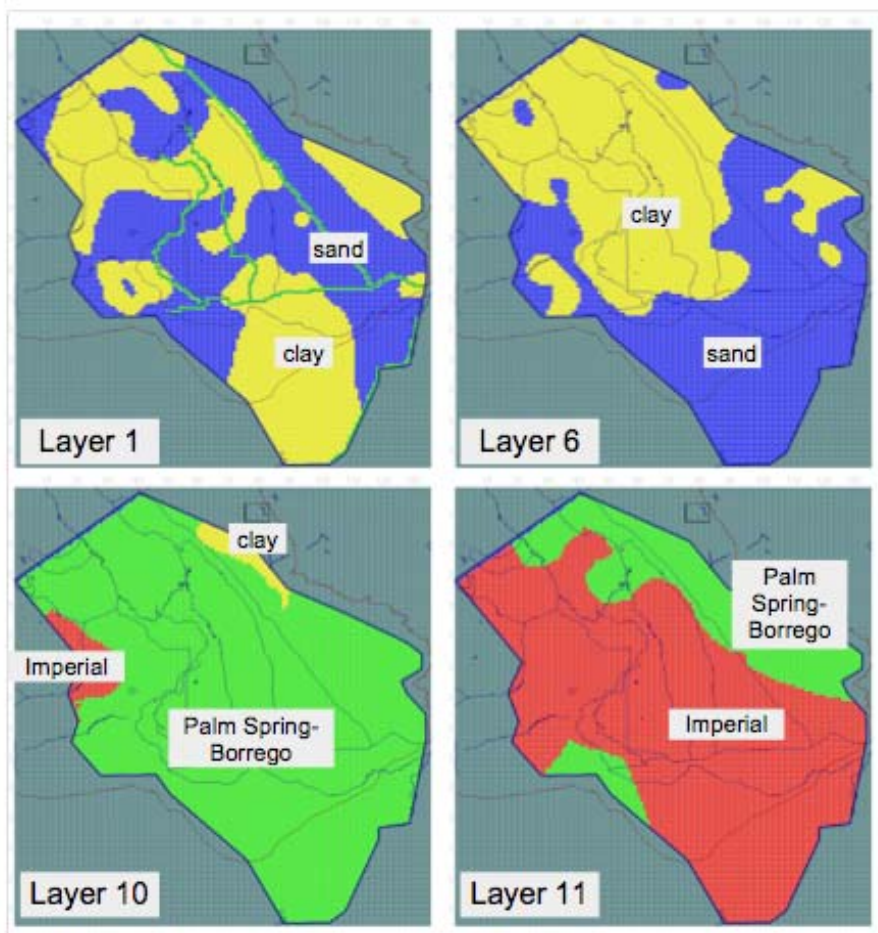 sand
clay
Layer 1
clay
sand
Layer 6
clay
Imperial
Palm Spring-
Borrego
Layer 10
Palm
Spring-
Borrego
Imperial
Layer 11